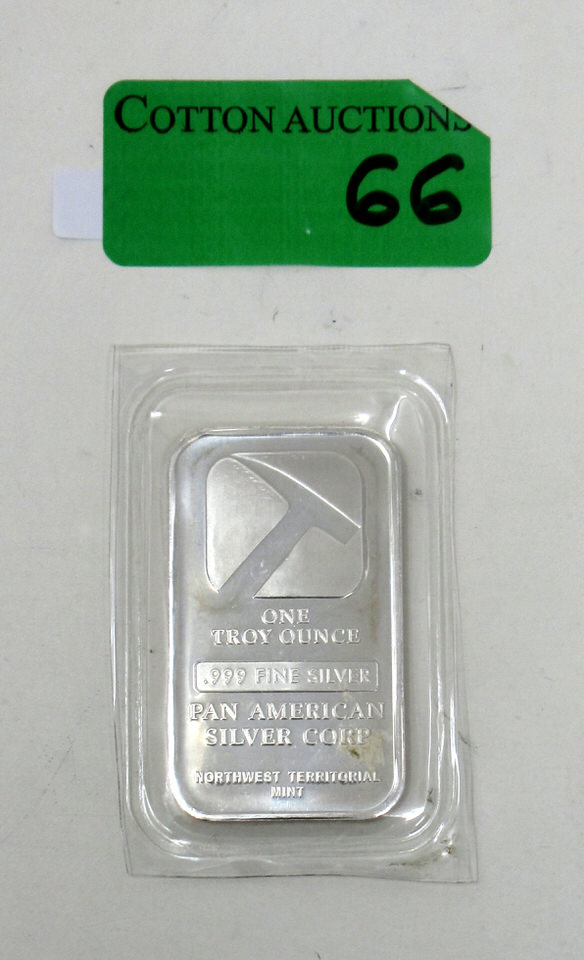 COTTON AUCTIONS
66
ONE
TROY OUNCE
.999 FINE SILVER
PAN AMERICAN
SILVER CORP
NORTHWEST TERRITORIAL
MINT